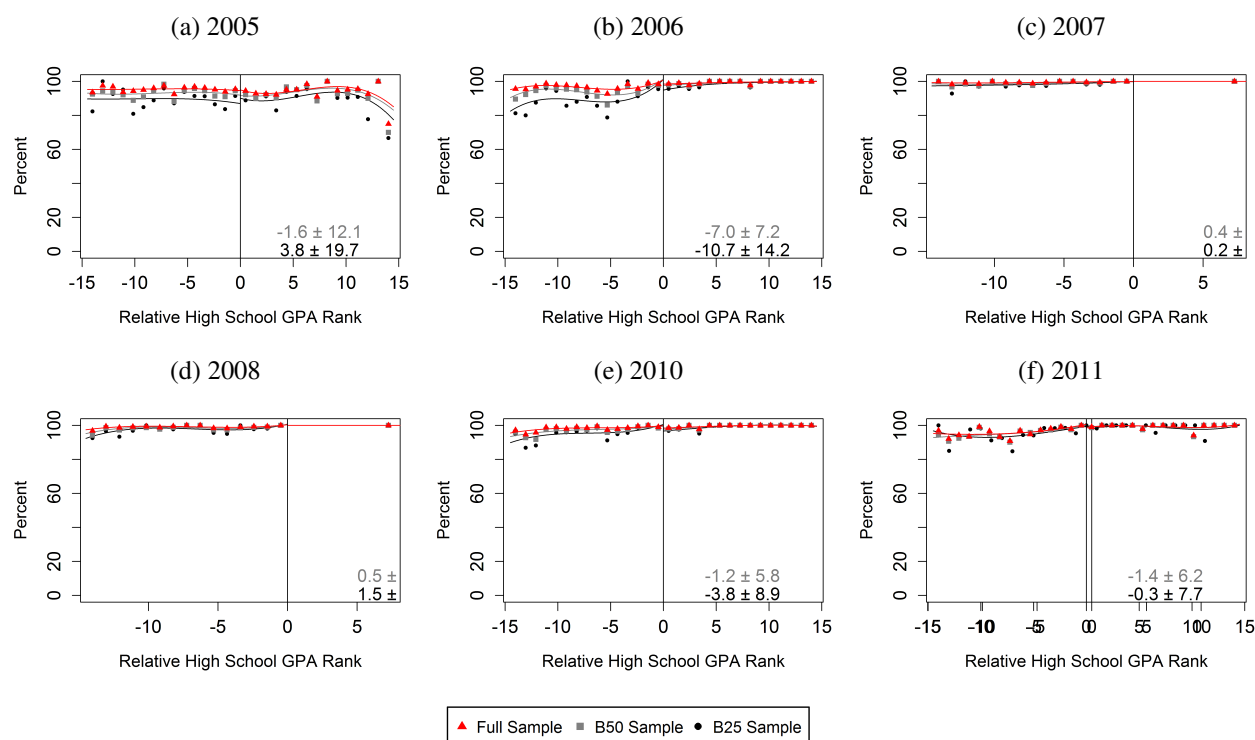 (a) 2005
(b) 2006
(c) 2007
Percent
0 20 60 100
-1.6 ± 12.1
3.8 ± 19.7
-15 -10 -5 0 5 10 15
Relative High School GPA Rank
Percent
0 20 60 100
-7.0 ± 7.2
-10.7 ± 14.2
-15 -10 -5 0 5 10 15
Relative High School GPA Rank
Percent
0 20 60 100
0.4 ±
0.2 ±
-10 -5 0 5
Relative High School GPA Rank
(d) 2008
(e) 2010
(f) 2011
Percent
0 20 60 100
0.5 ±
1.5 ±
-10 -5 0 5
Relative High School GPA Rank
Percent
0 20 60 100
-1.2 ± 5.8
-3.8 ± 8.9
-15 -10 -5 0 5 10 15
Relative High School GPA Rank
Percent
0 20 60 100
-1.4 ± 6.2
-0.3 ± 7.7
-15 -10 -5 0 5 10 15
Relative High School GPA Rank
Full Sample B50 Sample B25 Sample